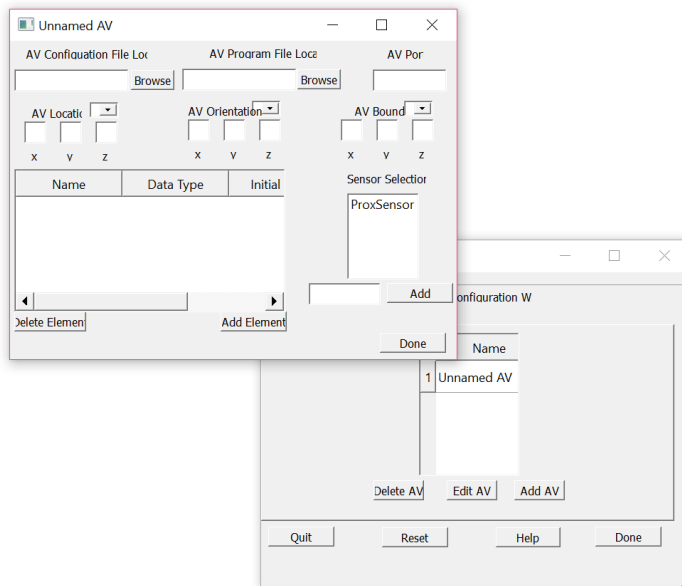 Unnamed AV
AV Configuation File Loc
AV Program File Loca
AV Por
Browse
Browse
AV Locatic
AV Orientation
AV Bound
x y z
x y z
x y z
Name Data Type Initial
Sensor Selection
ProxSensor
Add
Delete Element
Add Element
Done
onfiguration W
Name
1 Unnamed AV
Delete AV
Edit AV
Add AV
Quit
Reset
Help
Done